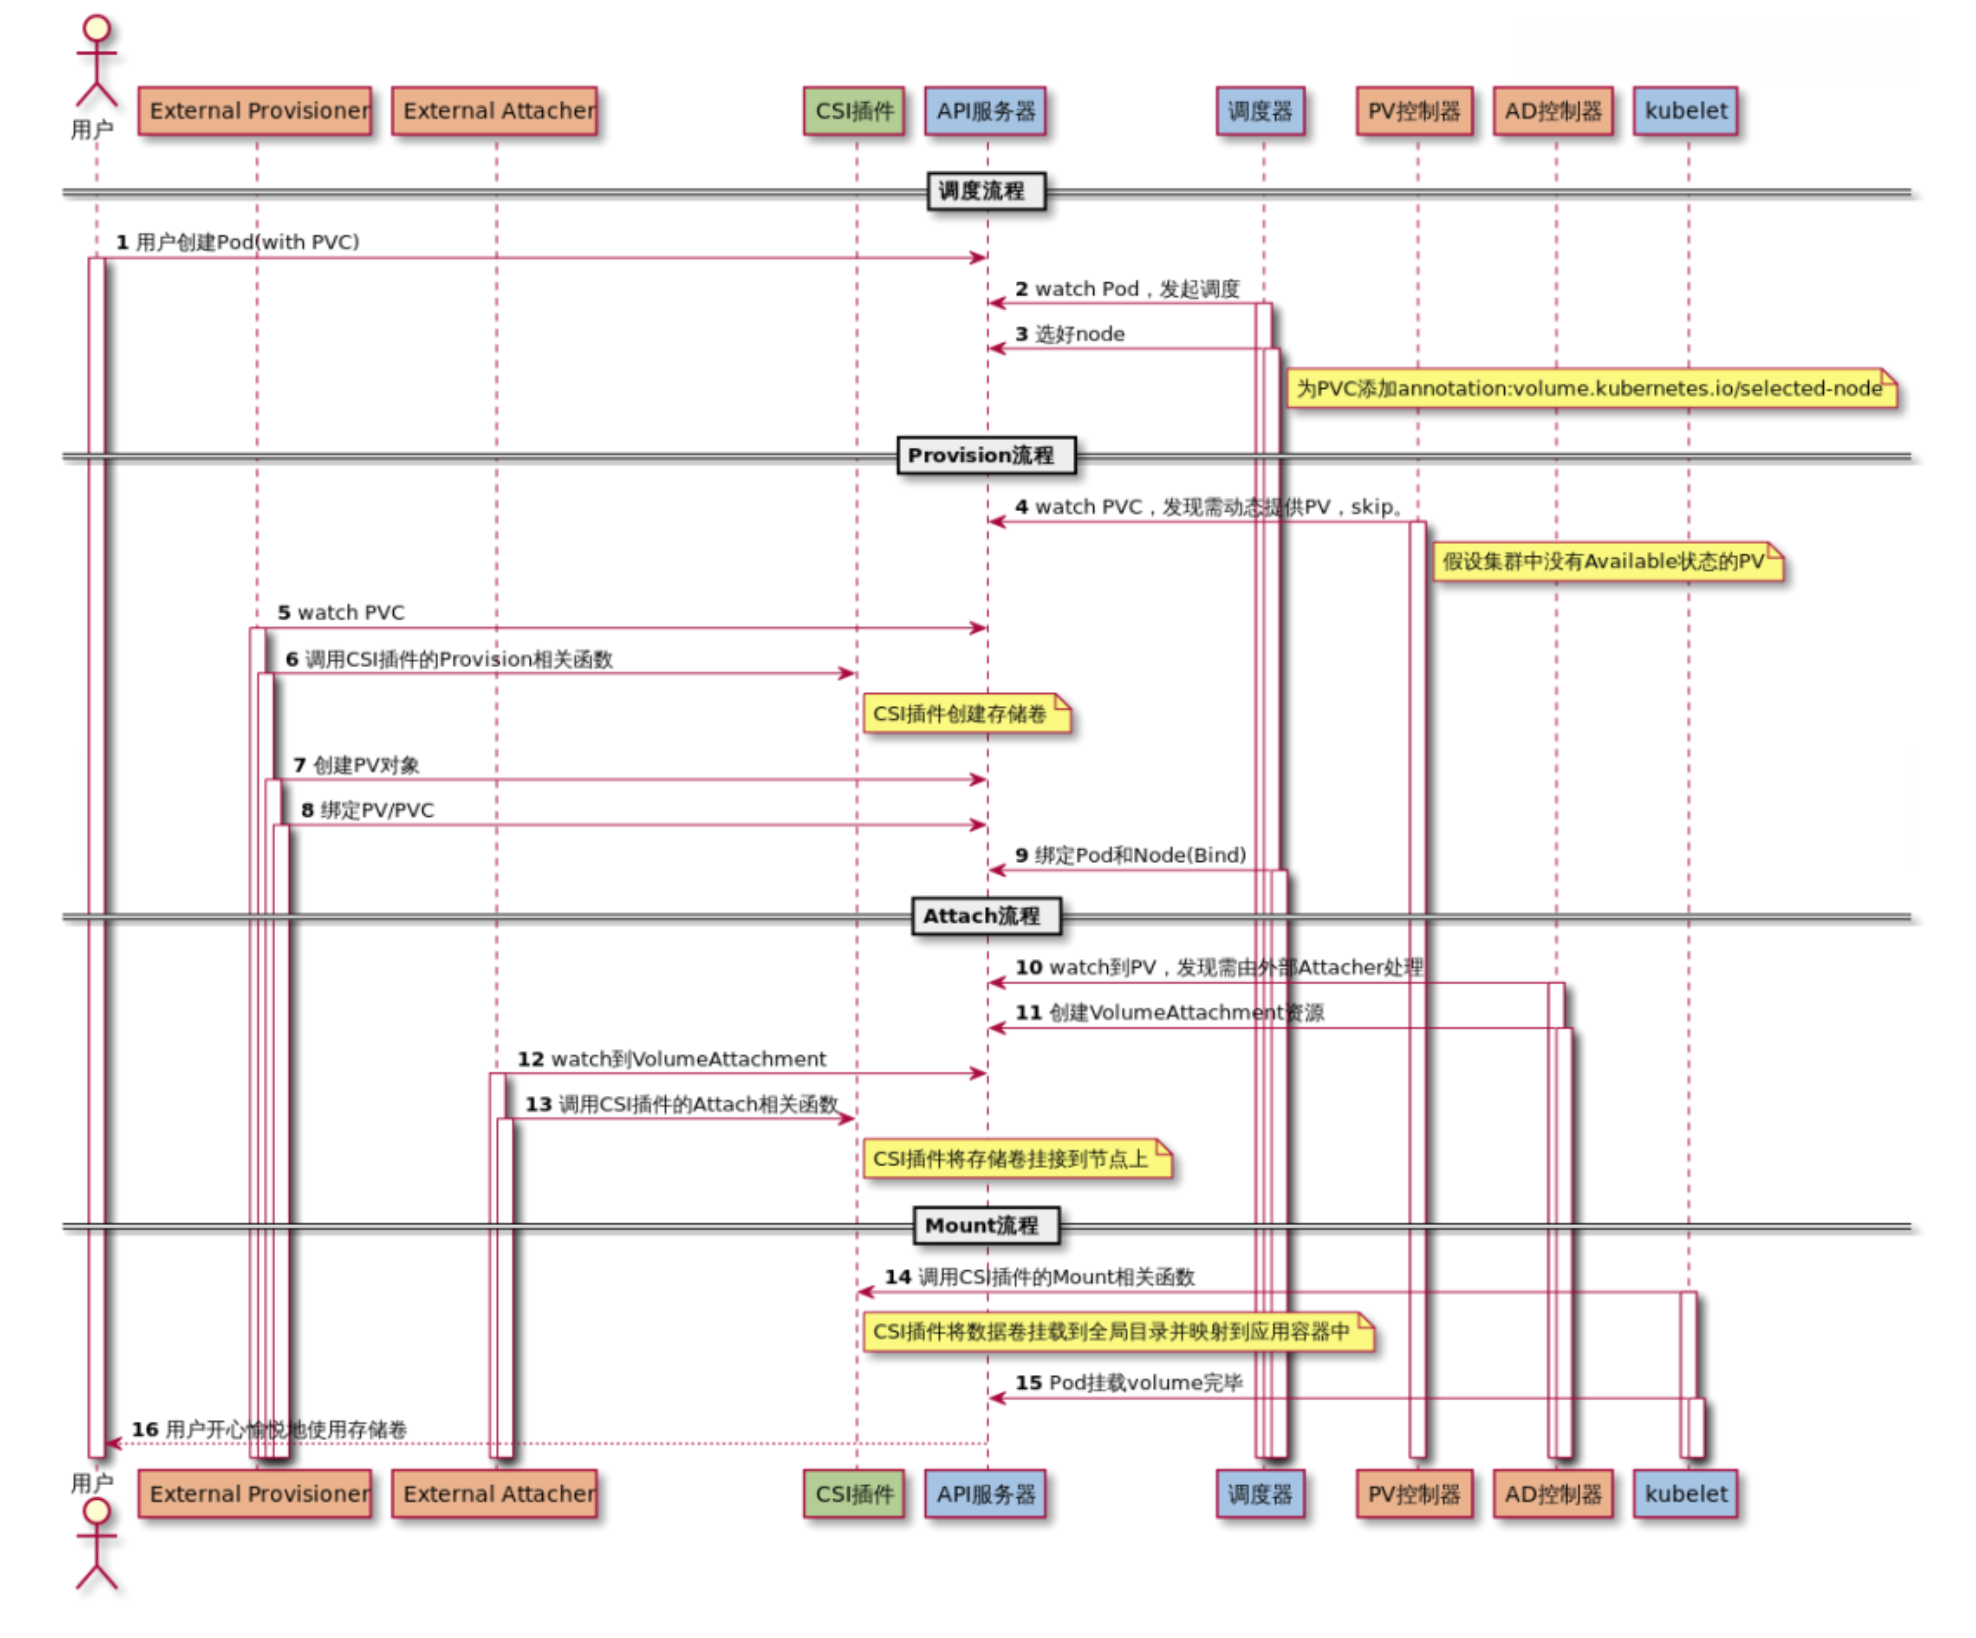 用户
External Provisioner
External Attacher
CSI插件
API服务器
调度器
PV控制器
AD控制器
kubelet
调度流程
1 用户创建Pod(with PVC)
2 watch Pod，发起调度
3 选好node
为PVC添加annotation:volume.kubernetes.io/selected-node
Provision流程
4 watch PVC，发现需动态提供PV，skip。
假设集群中没有Available状态的PV
5 watch PVC
6 调用CSI插件的Provision相关函数
CSI插件创建存储卷
7 创建PV对象
8 绑定PV/PVC
9 绑定Pod和Node(Bind)
Attach流程
10 watch到PV，发现需由外部Attacher处理
11 创建VolumeAttachment资源
12 watch到VolumeAttachment
13 调用CSI插件的Attach相关函数
CSI插件将存储卷挂接到节点上
Mount流程
14 调用CSI插件的Mount相关函数
CSI插件将数据卷挂载到全局目录并映射到应用容器中
15 Pod挂载volume完毕
16 用户开心愉悦地使用存储卷
用户
External Provisioner
External Attacher
CSI插件
API服务器
调度器
PV控制器
AD控制器
kubelet